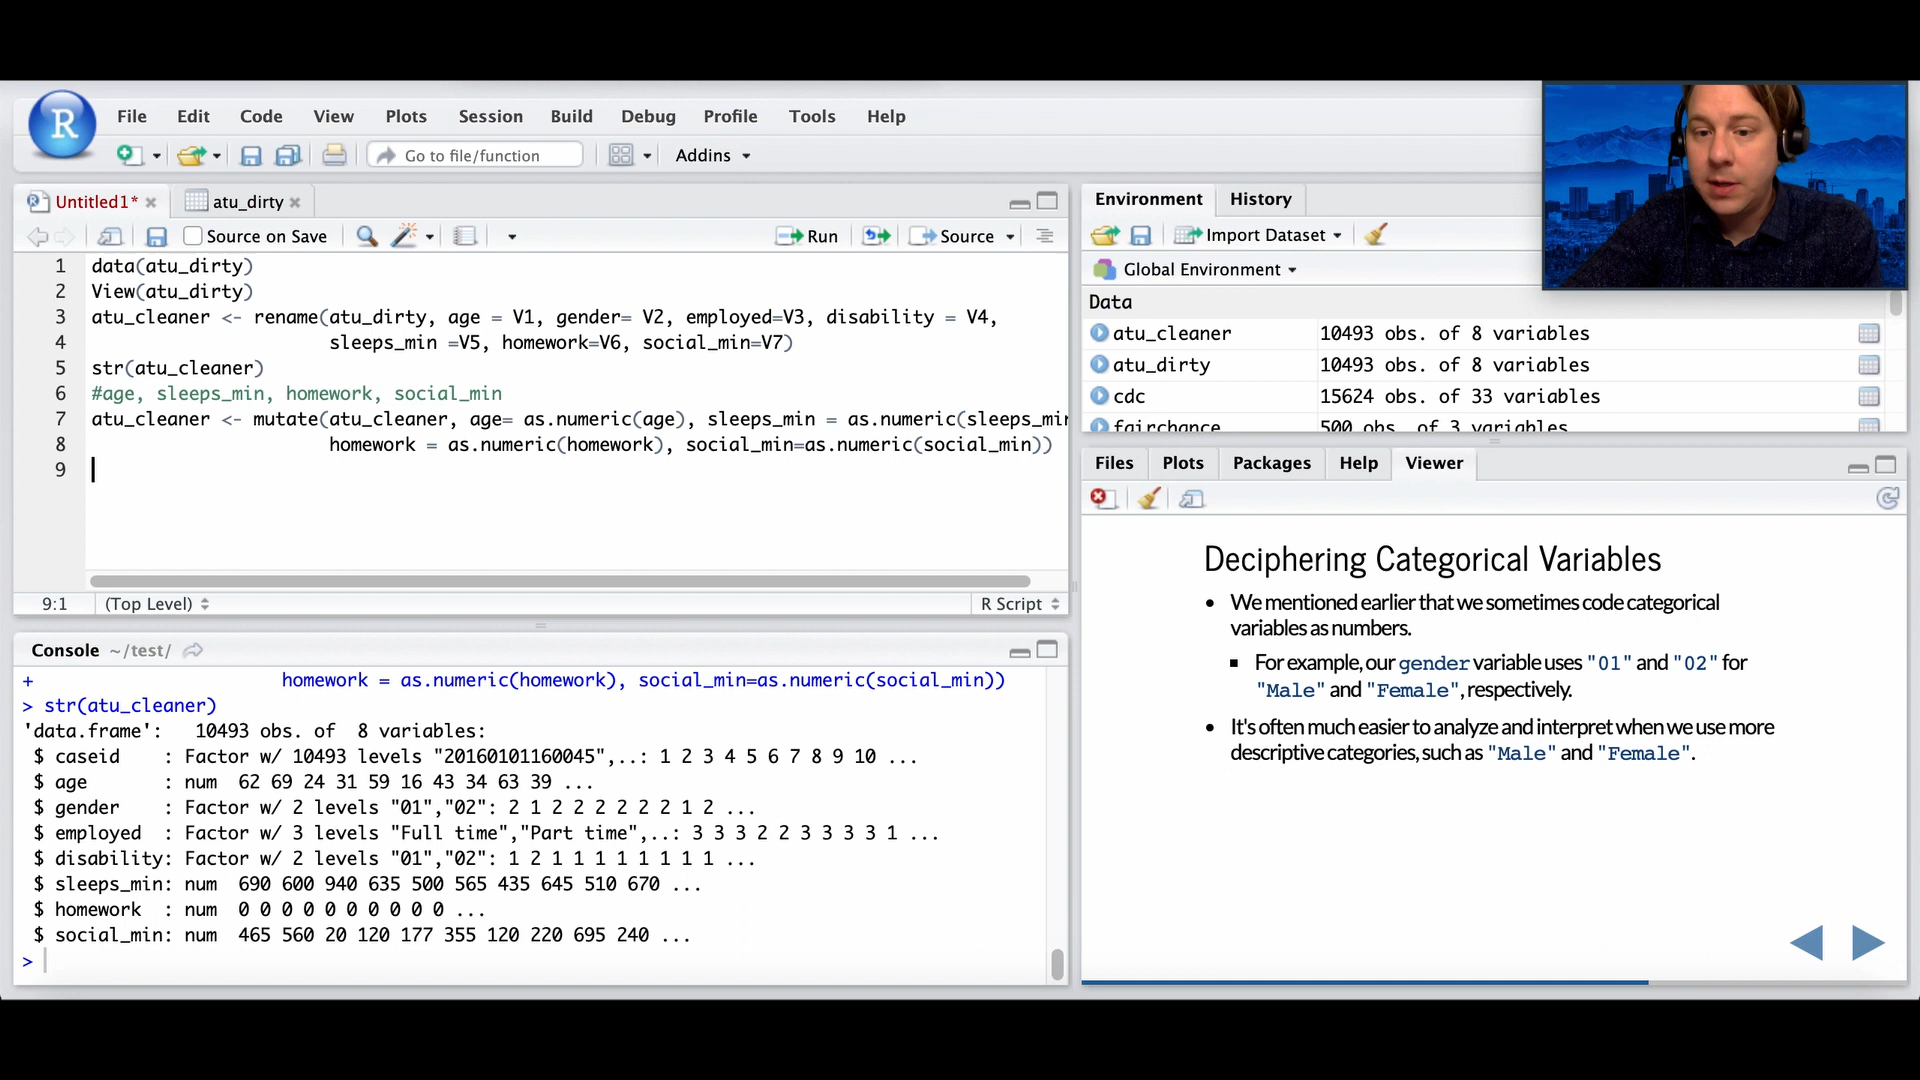 R
File Edit Code View Plots Session Build Debug Profile Tools Help
Go to file/function Addins
Untitled1* atu_dirty
Source on Save Run Source
1 data(atu_dirty)
2 View(atu_dirty)
3 atu_cleaner <- rename(atu_dirty, age = V1, gender= V2, employed=V3, disability = V4,
4 sleeps_min =V5, homework=V6, social_min=V7)
5 str(atu_cleaner)
6 #age, sleeps_min, homework, social_min
7 atu_cleaner <- mutate(atu_cleaner, age= as.numeric(age), sleeps_min = as.numeric(sleeps_mi
8 homework = as.numeric(homework), social_min=as.numeric(social_min))
9
9:1 (Top Level) R Script
Console ~/test/
+ homework = as.numeric(homework), social_min=as.numeric(social_min))
> str(atu_cleaner)
'data.frame': 10493 obs. of 8 variables:
$ caseid : Factor w/ 10493 levels "20160101160045",..: 1 2 3 4 5 6 7 8 9 10 ...
$ age : num 62 69 24 31 59 16 43 34 63 39 ...
$ gender : Factor w/ 2 levels "01","02": 2 1 2 2 2 2 2 2 1 2 ...
$ employed : Factor w/ 3 levels "Full time","Part time",..: 3 3 3 2 2 3 3 3 3 1 ...
$ disability: Factor w/ 2 levels "01","02": 1 2 1 1 1 1 1 1 1 1 ...
$ sleeps_min: num 690 600 940 635 500 565 435 645 510 670 ...
$ homework : num 0 0 0 0 0 0 0 0 0 0 ...
$ social_min: num 465 560 20 120 177 355 120 220 695 240 ...
>
Environment History
Import Dataset
Global Environment
Data
atu_cleaner 10493 obs. of 8 variables
atu_dirty 10493 obs. of 8 variables
cdc 15624 obs. of 33 variables
fairchance 500 obs. of 3 variables
Files Plots Packages Help Viewer
Deciphering Categorical Variables
• We mentioned earlier that we sometimes code categorical
variables as numbers.
▪ For example, our gender variable uses "01" and "02" for
"Male" and "Female", respectively.
• It's often much easier to analyze and interpret when we use more
descriptive categories, such as "Male" and "Female".